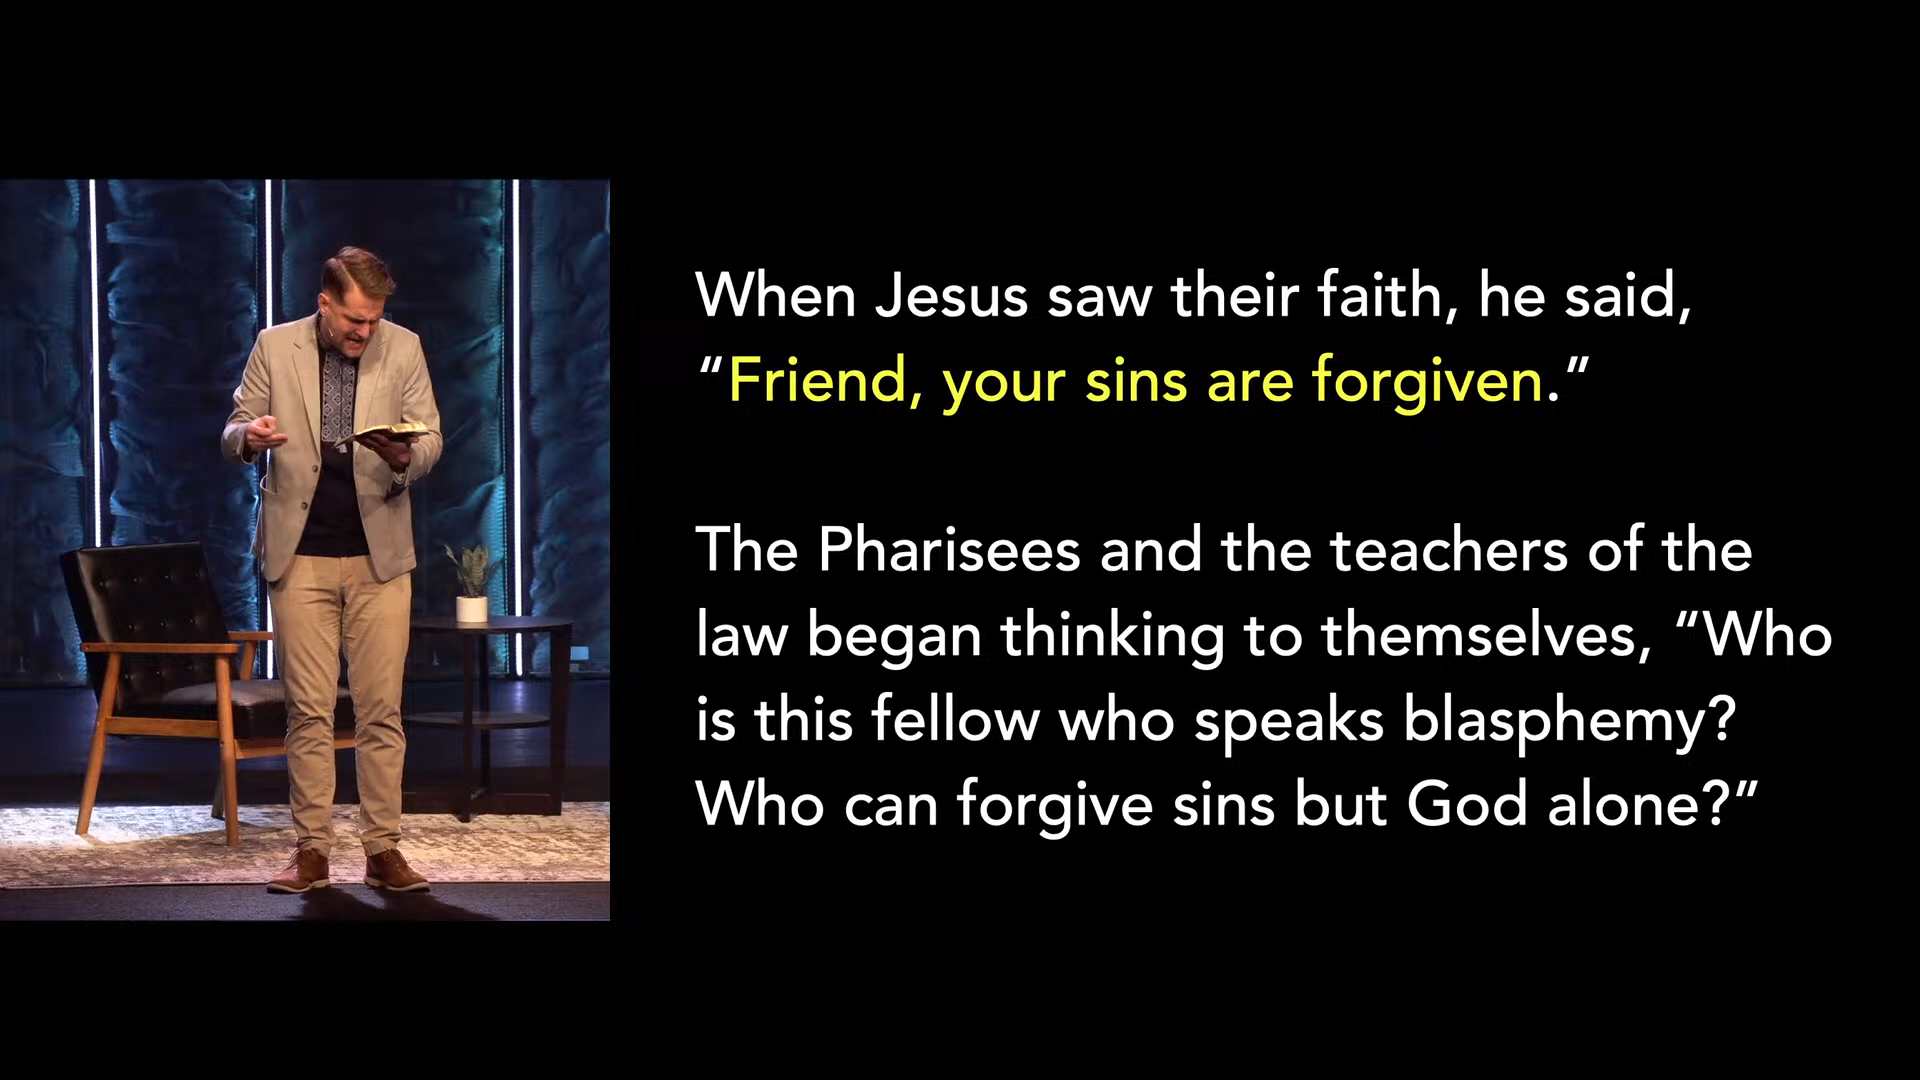 When Jesus saw their faith, he said,
“Friend, your sins are forgiven.”
The Pharisees and the teachers of the
law began thinking to themselves, “Who
is this fellow who speaks blasphemy?
Who can forgive sins but God alone?”